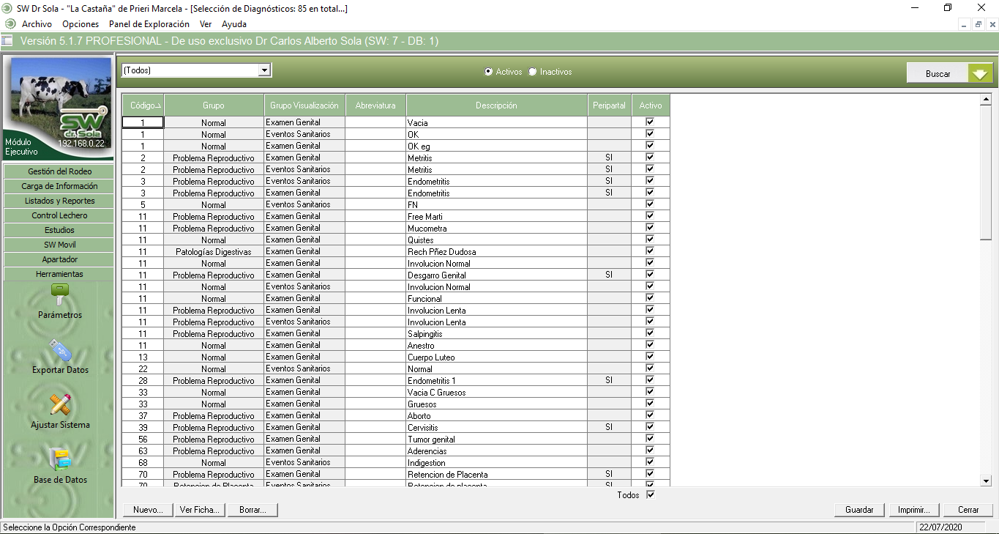 SW Dr Sola - "La Castaña" de Prieri Marcela - [Selección de Diagnósticos: 85 en total...]
Archivo Opciones Panel de Exploración Ver Ayuda
Versión 5.1.7 PROFESIONAL - De uso exclusivo Dr Carlos Alberto Sola (SW: 7 - DB: 1)
SW
dr. Sola
Módulo Ejecutivo
192.168.0.22
Gestión del Rodeo
Carga de Información
Listados y Reportes
Control Lechero
Estudios
SW Movil
Apartador
Herramientas
Parámetros
Exportar Datos
Ajustar Sistema
Base de Datos
(Todos) Activos Inactivos Buscar
Código Grupo Grupo Visualización Abreviatura Descripción Peripartal Activo
1 Normal Examen Genital Vacia
1 Normal Eventos Sanitarios OK
1 Normal Examen Genital OK eg
2 Problema Reproductivo Examen Genital Metritis SI
2 Problema Reproductivo Eventos Sanitarios Metritis SI
3 Problema Reproductivo Eventos Sanitarios Endometritis SI
3 Problema Reproductivo Examen Genital Endometritis SI
5 Normal Eventos Sanitarios FN
11 Problema Reproductivo Examen Genital Free Marti
11 Problema Reproductivo Examen Genital Mucometra
11 Normal Examen Genital Quistes
11 Patologías Digestivas Examen Genital Rech Pñez Dudosa
11 Normal Examen Genital Involucion Normal
11 Problema Reproductivo Examen Genital Desgarro Genital SI
11 Normal Eventos Sanitarios Involucion Normal
11 Normal Examen Genital Funcional
11 Problema Reproductivo Examen Genital Involucion Lenta
11 Problema Reproductivo Eventos Sanitarios Involucion Lenta
11 Problema Reproductivo Examen Genital Salpingitis
11 Normal Examen Genital Anestro
13 Normal Examen Genital Cuerpo Luteo
22 Normal Eventos Sanitarios Normal
28 Problema Reproductivo Examen Genital Endometritis 1 SI
33 Normal Examen Genital Vacia C Gruesos
33 Normal Examen Genital Gruesos
37 Problema Reproductivo Examen Genital Aborto
39 Problema Reproductivo Examen Genital Cervisitis SI
56 Problema Reproductivo Examen Genital Tumor genital
63 Problema Reproductivo Examen Genital Aderencias
68 Normal Eventos Sanitarios Indigestion
70 Problema Reproductivo Examen Genital Retencion de Placenta SI
70 Retencion de Placenta Eventos Sanitarios Retencion de placenta SI
Todos
Nuevo... Ver Ficha... Borrar... Guardar Imprimir... Cerrar
Seleccione la Opción Correspondiente 22/07/2020